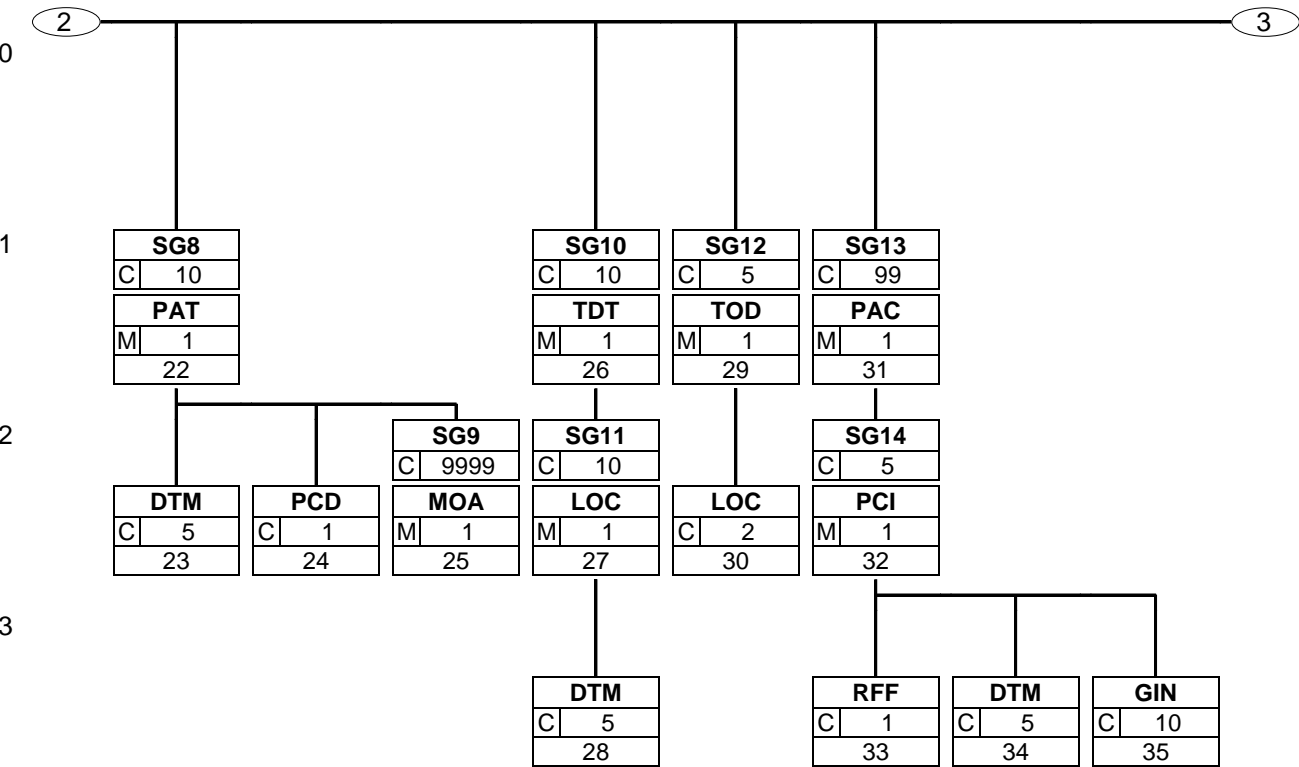 2 3
0
1 SG8 SG10 SG12 SG13
C 10 C 10 C 5 C 99
PAT TDT TOD PAC
M 1 M 1 M 1 M 1
22 26 29 31
2 SG9 SG11 SG14
C 9999 C 10 C 5
DTM PCD MOA LOC LOC PCI
C 5 C 1 M 1 M 1 C 2 M 1
23 24 25 27 30 32
3
DTM RFF DTM GIN
C 5 C 1 C 5 C 10
28 33 34 35